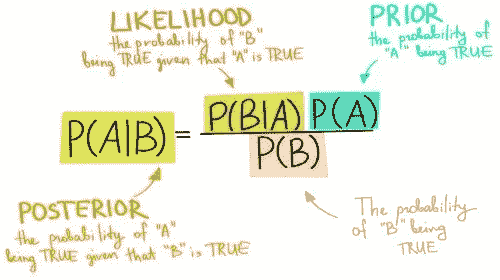 LIKELIHOOD
the probability of "B"
being TRUE given that "A" is TRUE
PRIOR
the probability of
"A" being TRUE
P(A|B) = P(B|A) P(A)
P(B)
POSTERIOR
the probability of "A"
being TRUE given that "B" is TRUE
The probability
of "B" being
TRUE